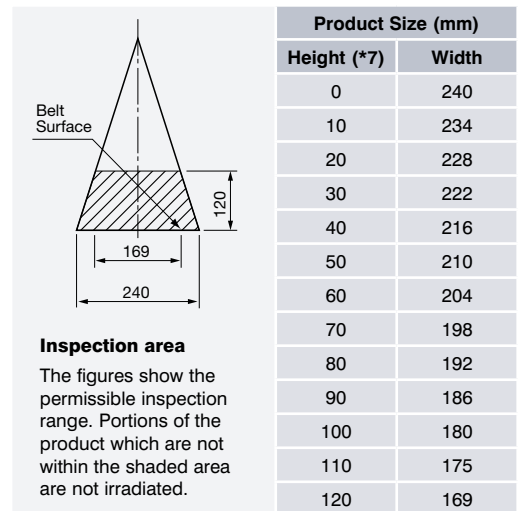 Belt
Surface
120
169
240
Inspection area
The figures show the
permissible inspection
range. Portions of the
product which are not
within the shaded area
are not irradiated.
Product Size (mm)
Height (*7) Width
0 240
10 234
20 228
30 222
40 216
50 210
60 204
70 198
80 192
90 186
100 180
110 175
120 169